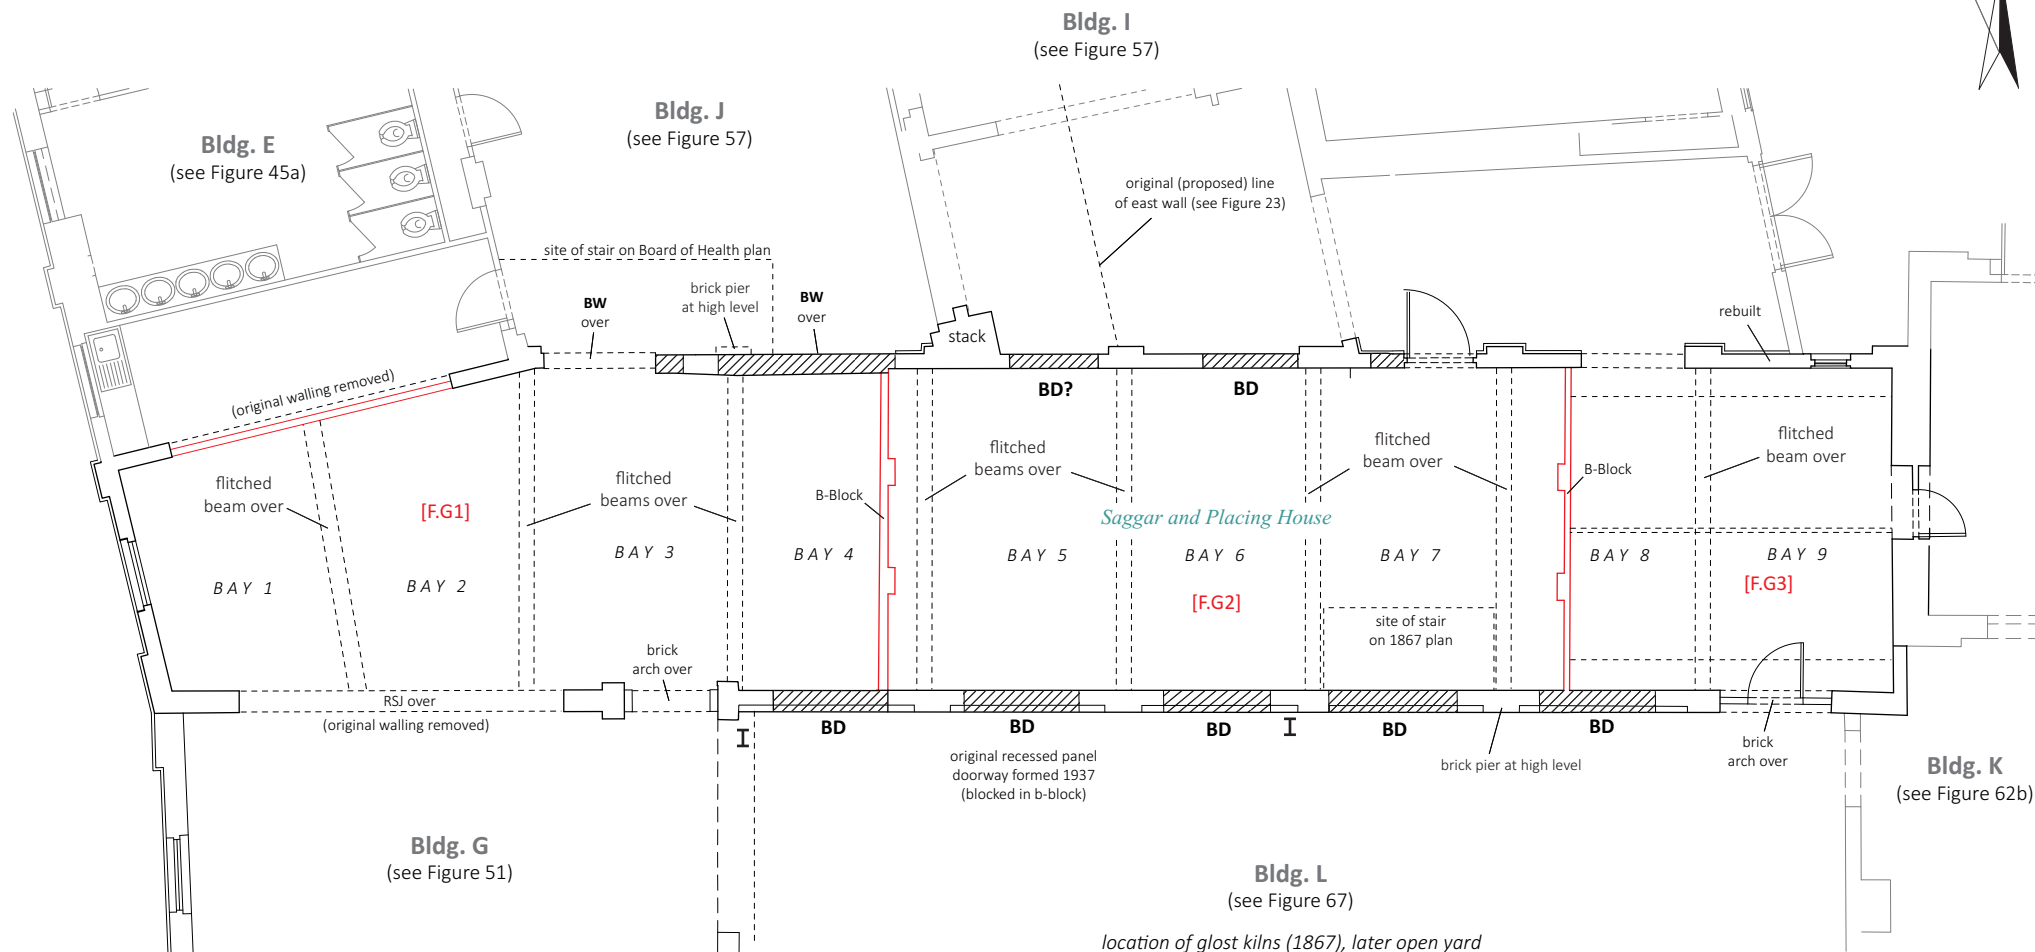 Bldg. I
(see Figure 57)
Bldg. J
(see Figure 57)
Bldg. E
(see Figure 45a)
original (proposed) line
of east wall (see Figure 23)
site of stair on Board of Health plan
BW
over
brick pier
at high level
BW
over
stack
rebuilt
(original walling removed)
BD?
BD
flitched
beam over
[F.G1]
flitched
beams over
B-Block
flitched
beams over
flitched
beam over
B-Block
flitched
beam over
Saggar and Placing House
BAY 1
BAY 2
BAY 3
BAY 4
BAY 5
BAY 6
BAY 7
BAY 8
BAY 9
[F.G2]
[F.G3]
site of stair
on 1867 plan
brick
arch over
RSJ over
(original walling removed)
I
BD
BD
BD
I
BD
BD
original recessed panel
doorway formed 1937
(blocked in b-block)
brick pier at high level
brick
arch over
Bldg. K
(see Figure 62b)
Bldg. G
(see Figure 51)
Bldg. L
(see Figure 67)
location of glost kilns (1867), later open yard